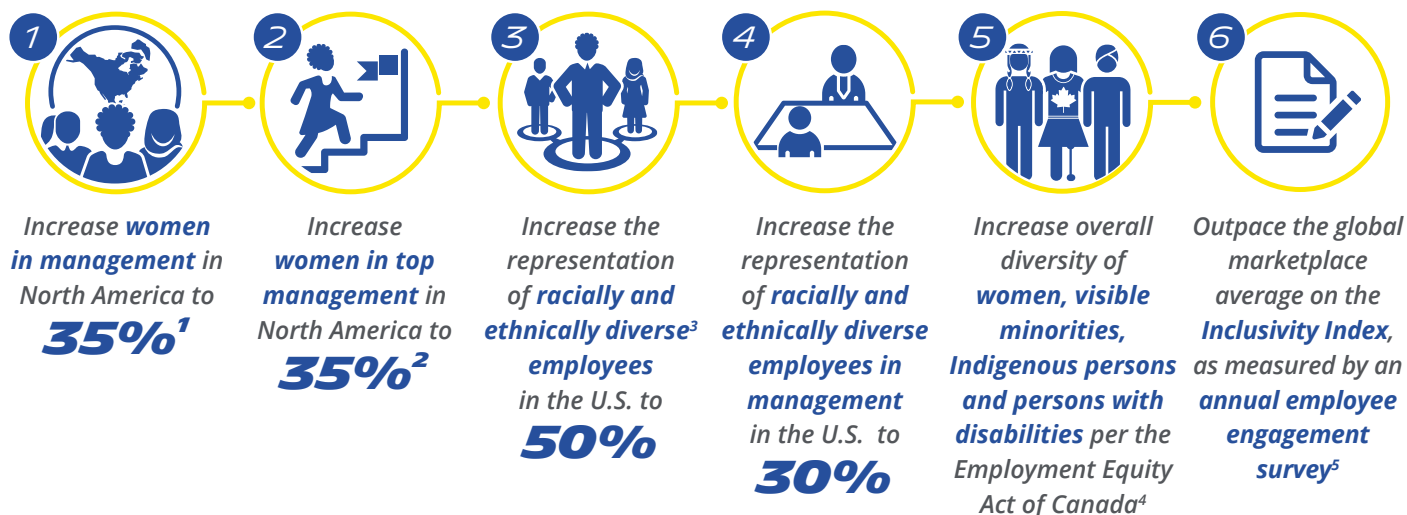 1
Increase women
in management in
North America to
35%¹
2
Increase
women in top
management in
North America to
35%²
3
Increase the
representation
of racially and
ethnically diverse³
employees
in the U.S. to
50%
4
Increase the
representation
of racially and
ethnically diverse
employees in
management
in the U.S. to
30%
5
Increase overall
diversity of
women, visible
minorities,
Indigenous persons
and persons with
disabilities per the
Employment Equity
Act of Canada⁴
6
Outpace the global
marketplace
average on the
Inclusivity Index,
as measured by an
annual employee
engagement
survey⁵